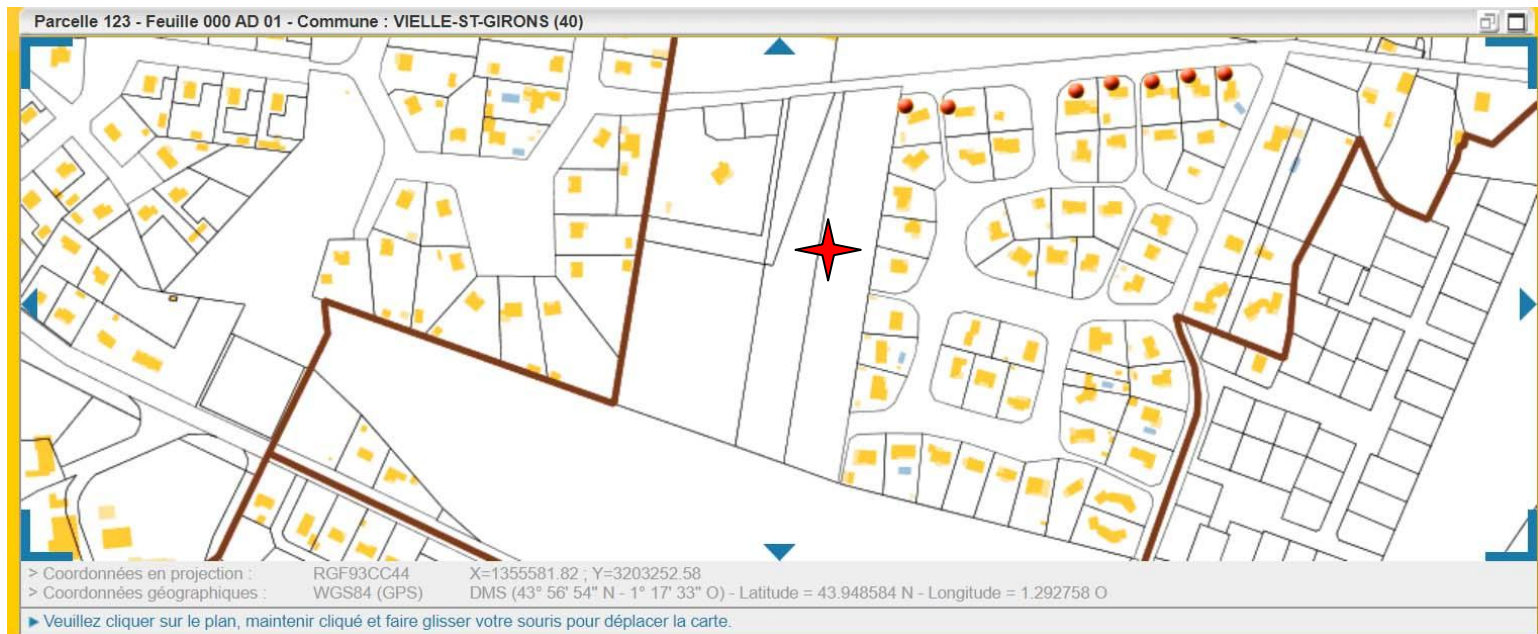 Parcelle 123 - Feuille 000 AD 01 - Commune : VIELLE-ST-GIRONS (40)
> Coordonnées en projection : RGF93CC44 X=1355581.82 ; Y=3203252.58
> Coordonnées géographiques : WGS84 (GPS) DMS (43° 56' 54" N - 1° 17' 33" O) - Latitude = 43.948584 N - Longitude = 1.292758 O
Veuillez cliquer sur le plan, maintenir cliqué et faire glisser votre souris pour déplacer la carte.